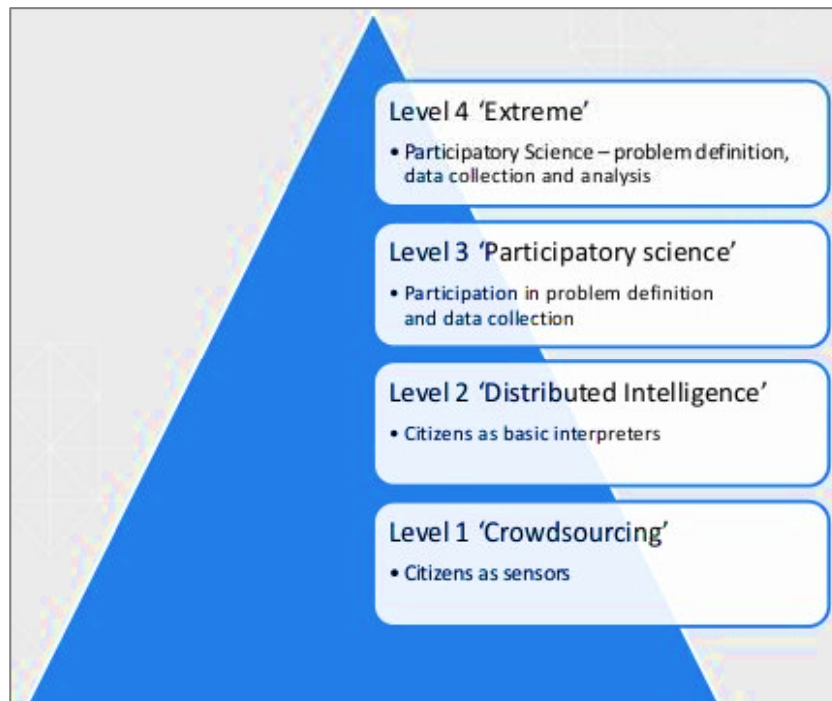 Level 4 ‘Extreme’
• Participatory Science – problem definition,
data collection and analysis
Level 3 ‘Participatory science’
• Participation in problem definition
and data collection
Level 2 ‘Distributed Intelligence’
• Citizens as basic interpreters
Level 1 ‘Crowdsourcing’
• Citizens as sensors